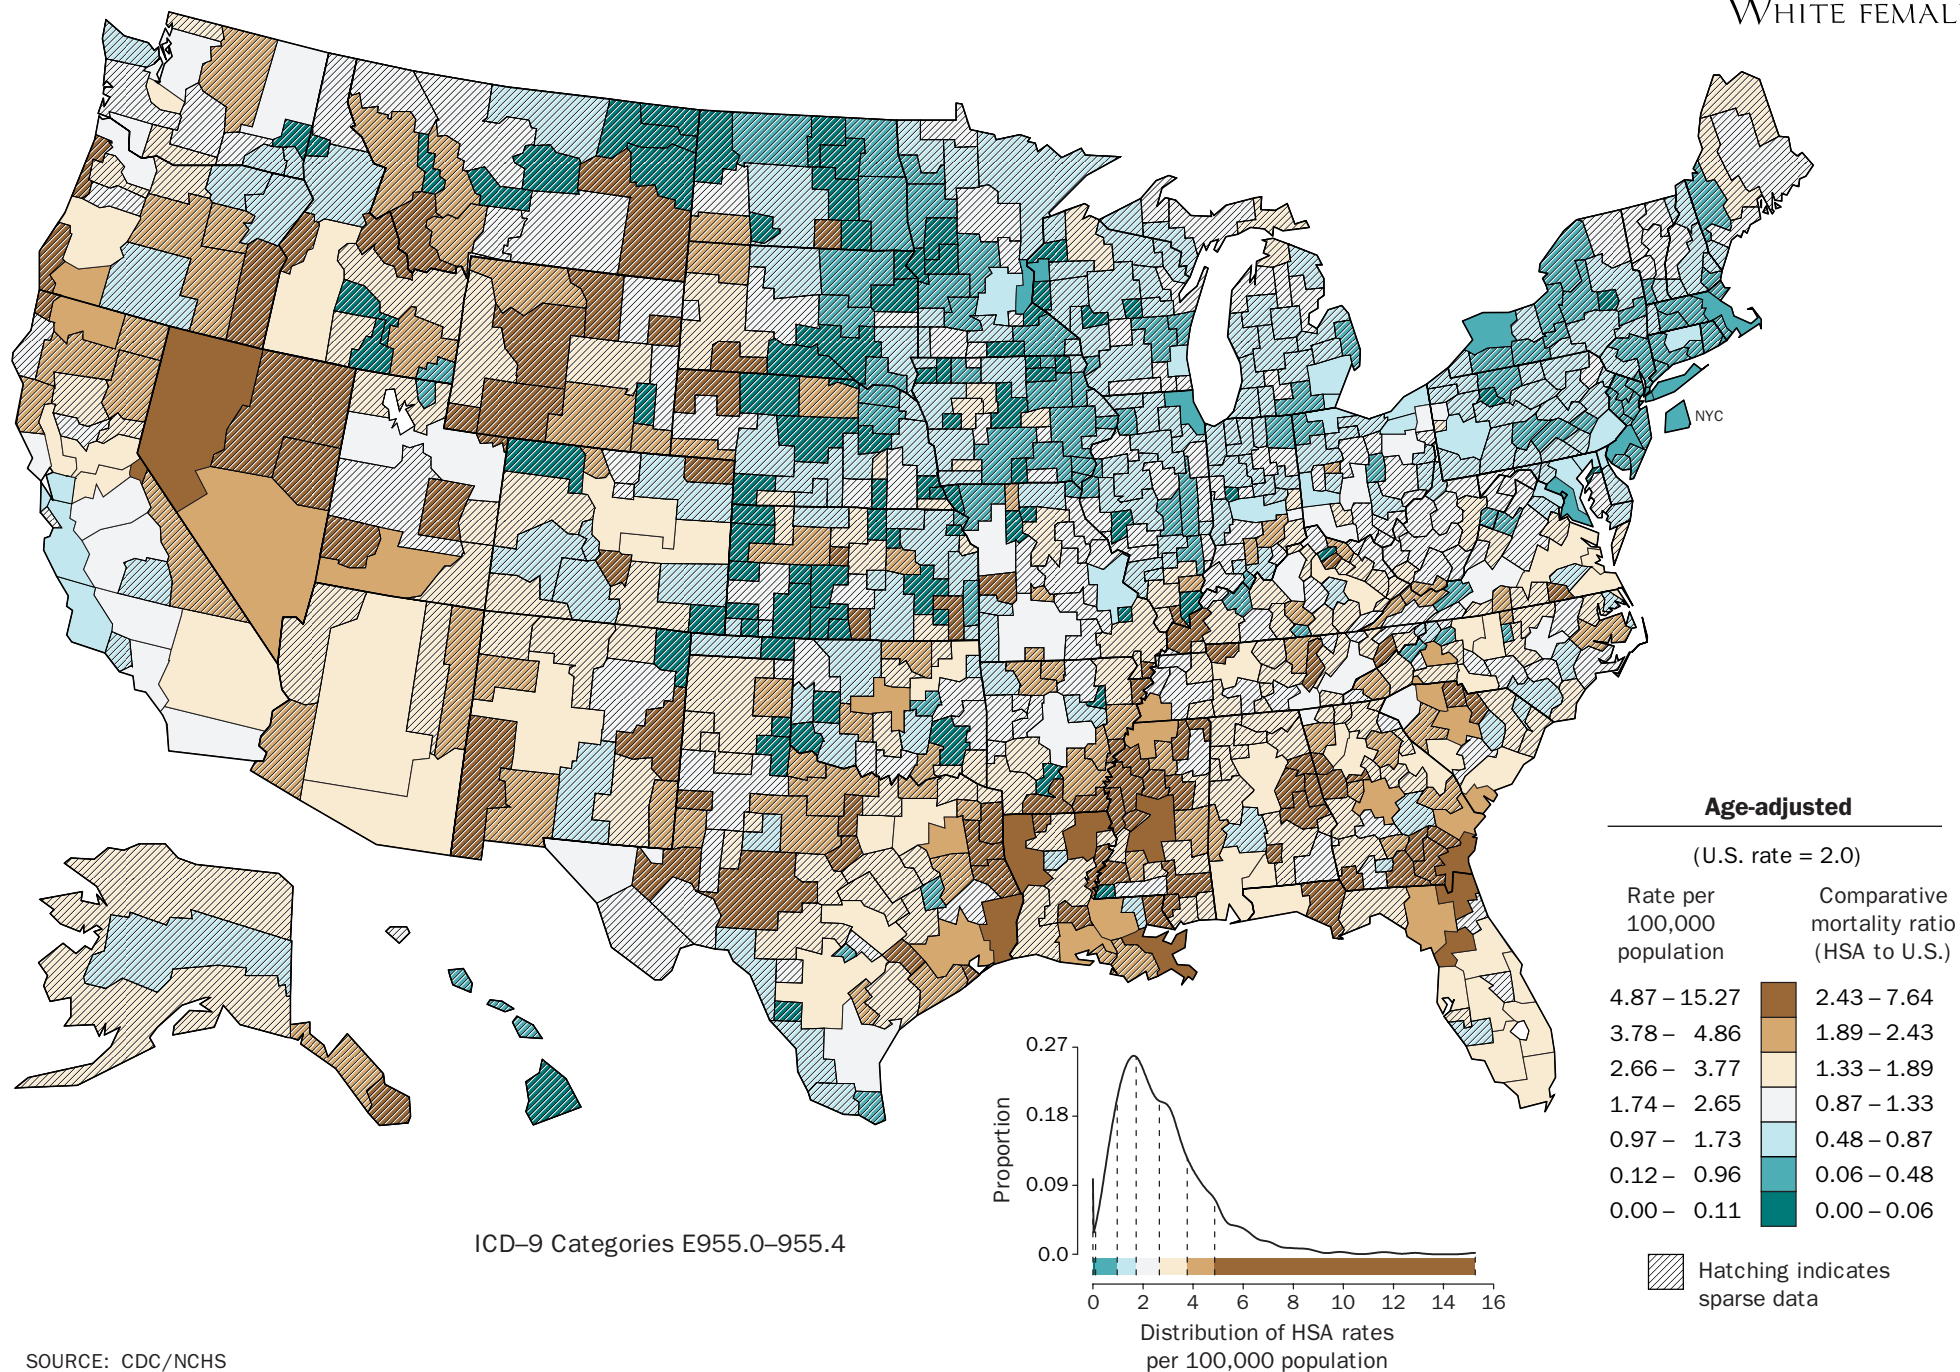 WHITE FEMAL
NYC
Age-adjusted
(U.S. rate = 2.0)
Rate per 100,000 population
Comparative mortality ratio (HSA to U.S.)
4.87 – 15.27 2.43 – 7.64
3.78 – 4.86 1.89 – 2.43
2.66 – 3.77 1.33 – 1.89
1.74 – 2.65 0.87 – 1.33
0.97 – 1.73 0.48 – 0.87
0.12 – 0.96 0.06 – 0.48
0.00 – 0.11 0.00 – 0.06
Hatching indicates
sparse data
Proportion
0.27
0.18
0.09
0.0
0 2 4 6 8 10 12 14 16
Distribution of HSA rates
per 100,000 population
ICD–9 Categories E955.0–955.4
SOURCE: CDC/NCHS